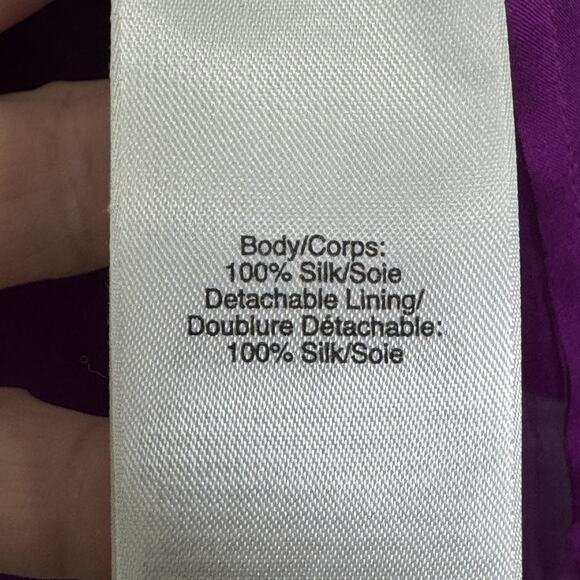 Body/Corps:
100% Silk/Soie
Detachable Lining/
Doublure Détachable:
100% Silk/Soie